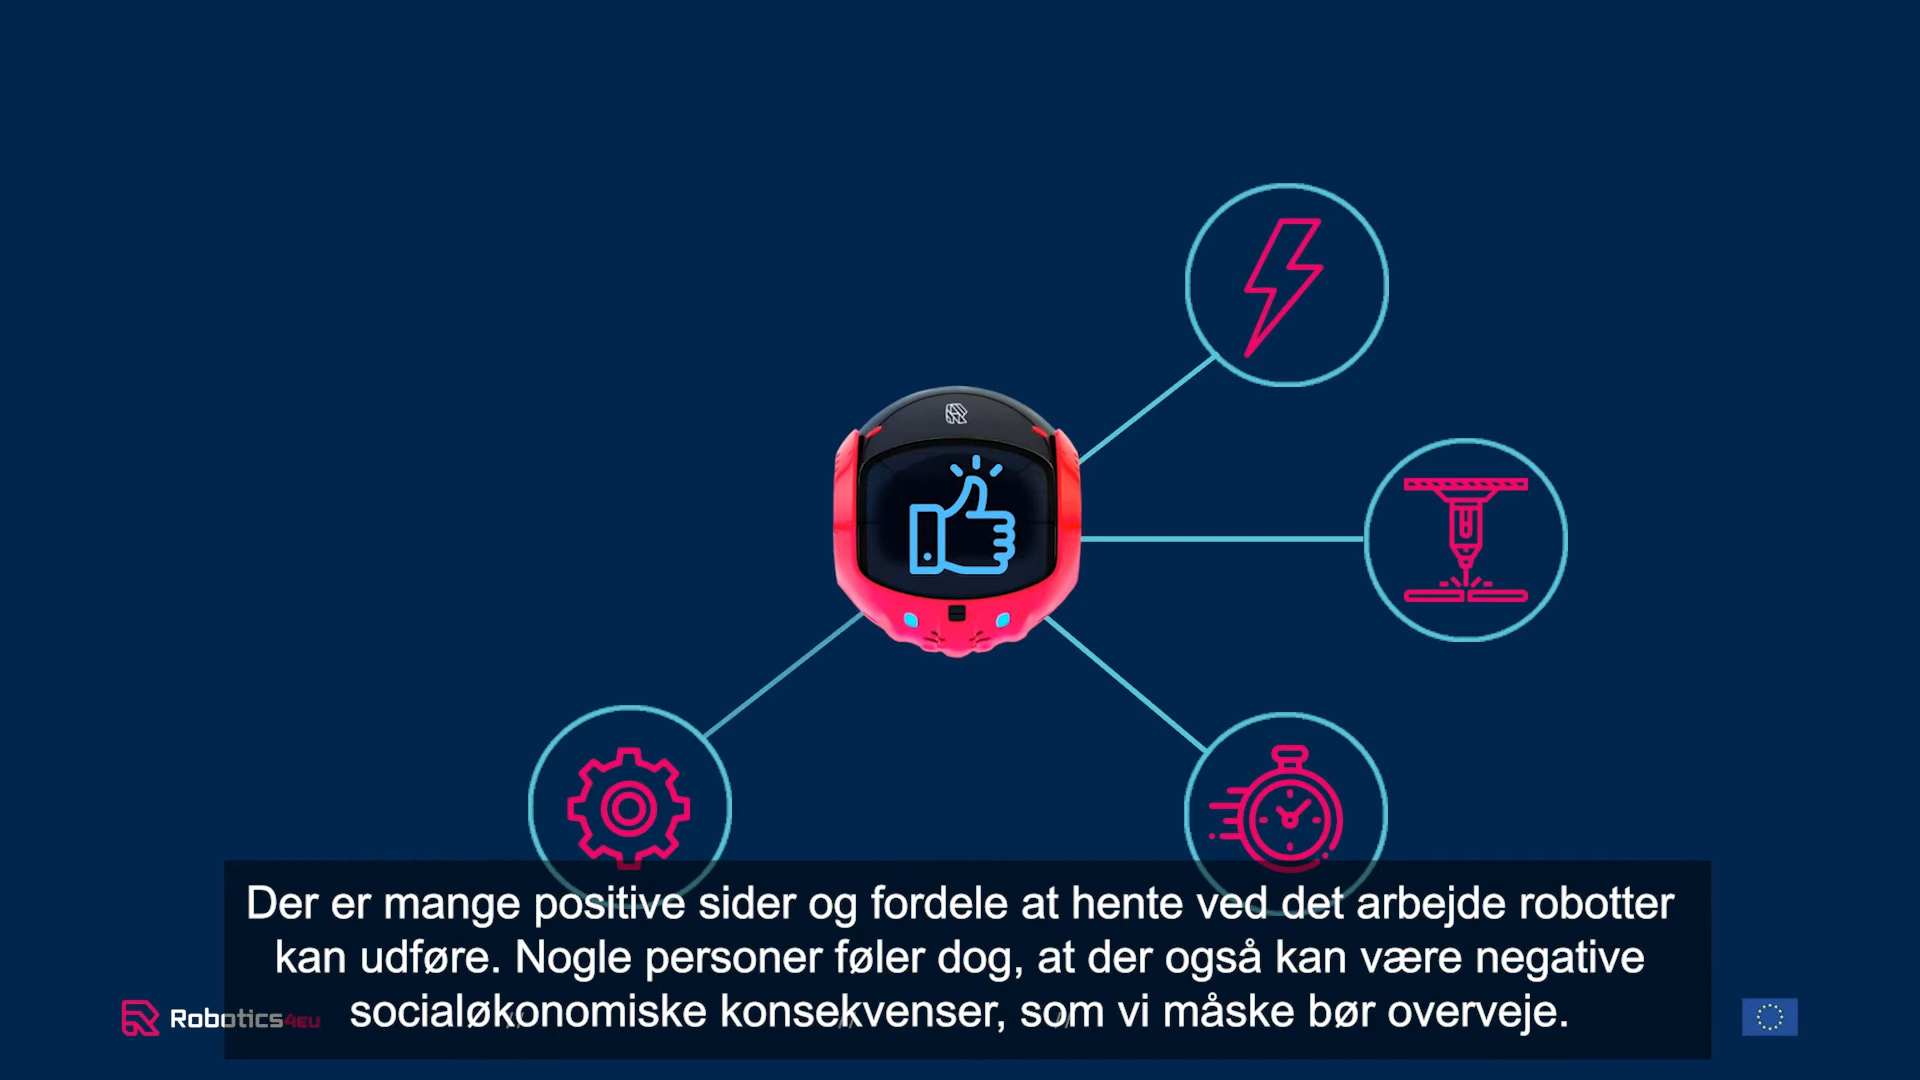 Der er mange positive sider og fordele at hente ved det arbejde robotter
kan udføre. Nogle personer føler dog, at der også kan være negative
socialøkonomiske konsekvenser, som vi måske bør overveje.
Robotics4EU